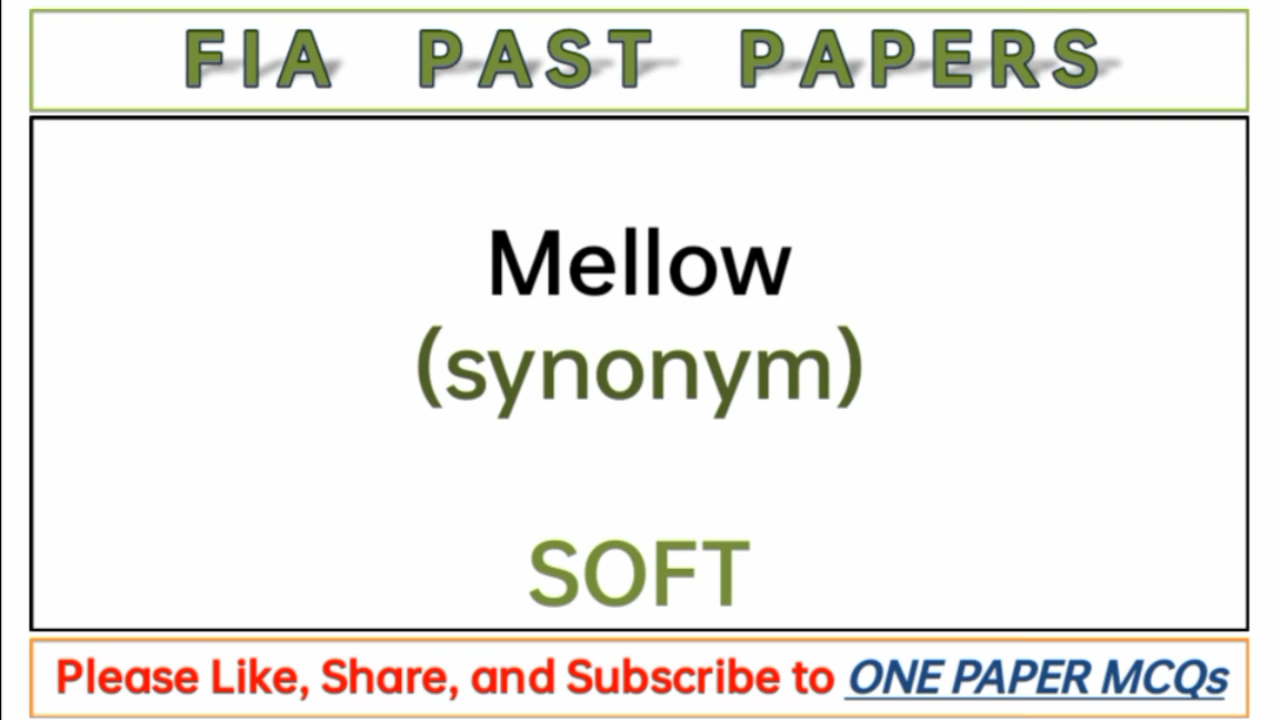 FIA PAST PAPERS
Mellow
(synonym)
SOFT
Please Like, Share, and Subscribe to ONE PAPER MCQs